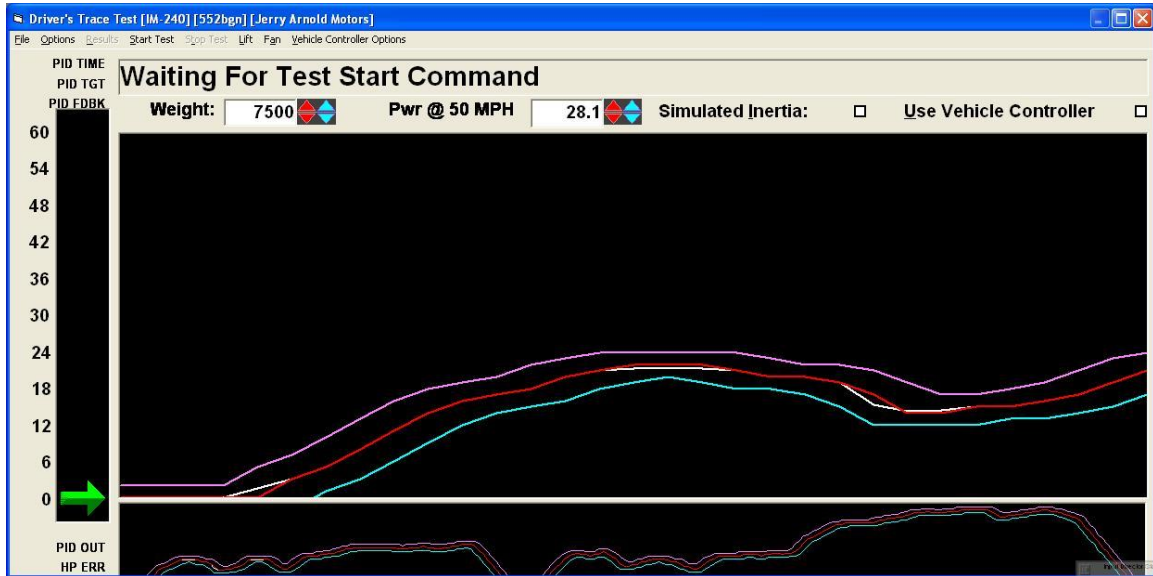 Driver's Trace Test [IM-240] [552bgn] [Jerry Arnold Motors]
File Options Results Start Test Stop Test Lift Fan Vehicle Controller Options
PID TIME
PID TGT
PID FDBK
Waiting For Test Start Command
Weight: 7500 Pwr @ 50 MPH 28.1 Simulated Inertia: Use Vehicle Controller
60
54
48
42
36
30
24
18
12
6
0
PID OUT
HP ERR